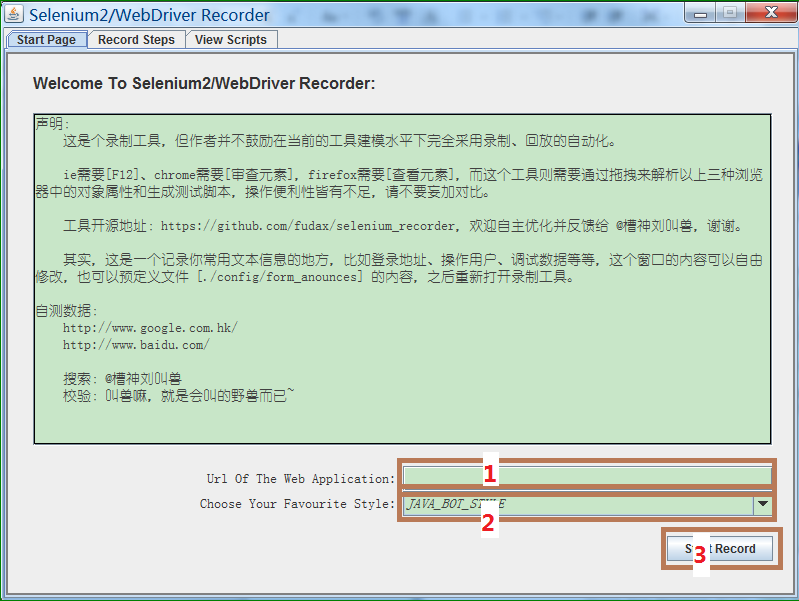 Selenium2/WebDriver Recorder
Start Page Record Steps View Scripts
Welcome To Selenium2/WebDriver Recorder:
声明:
这是个录制工具, 但作者并不鼓励在当前的工具建模水平下完全采用录制、回放的自动化。
ie需要[F12]、chrome需要[审查元素], firefox需要[查看元素], 而这个工具则需要通过拖拽来解析以上三种浏览
器中的对象属性和生成测试脚本, 操作便利性皆有不足, 请不要妄加对比。
工具开源地址: https://github.com/fudax/selenium_recorder, 欢迎自主优化并反馈给 @槽神刘叫兽, 谢谢。
其实, 这是一个记录你常用文本信息的地方, 比如登录地址、操作用户、调试数据等等, 这个窗口的内容可以自由
修改, 也可以预定义文件 [./config/form_anounces] 的内容, 之后重新打开录制工具。
自测数据:
http://www.google.com.hk/
http://www.baidu.com/
搜索: @槽神刘叫兽
校验: 叫兽嘛, 就是会叫的野兽而已~
Url Of The Web Application: 1
Choose Your Favourite Style: JAVA_BOT_STYLE
2
3 Record